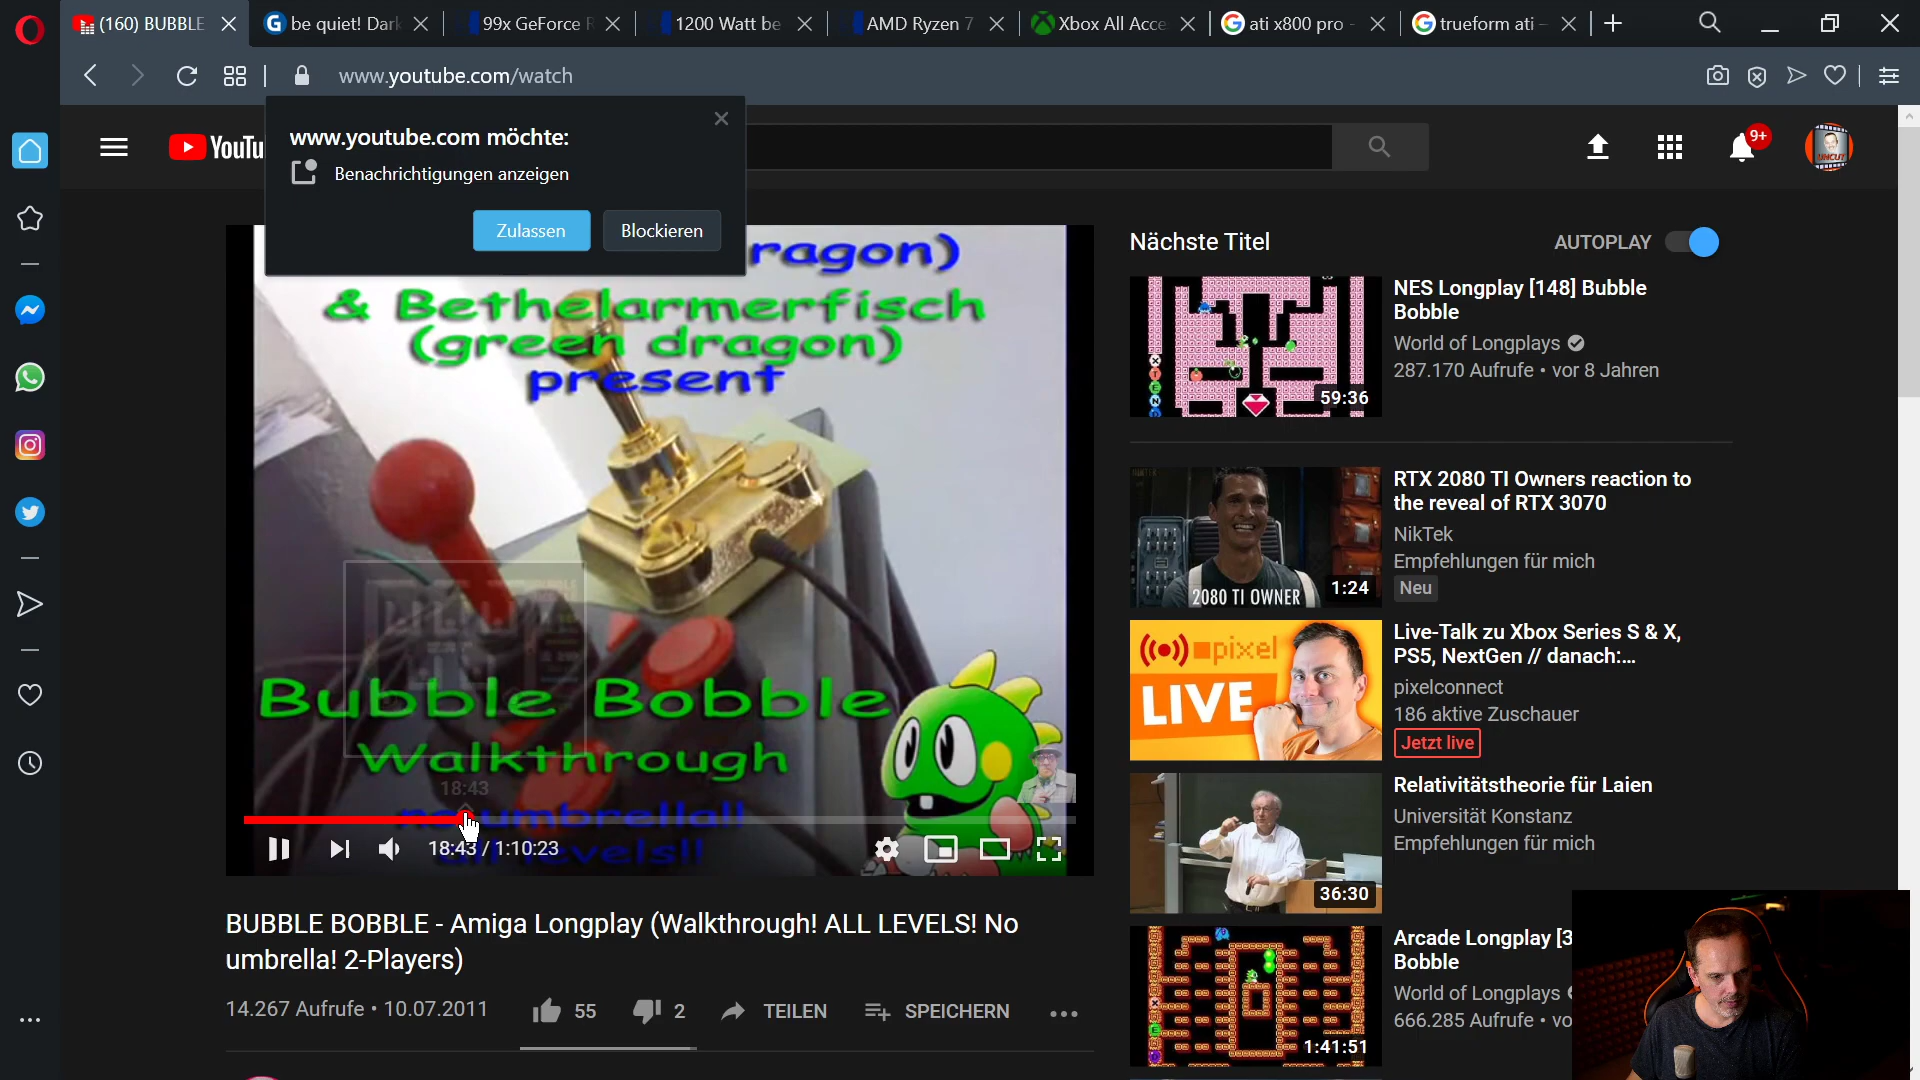 (160) BUBBLE
be quiet! Dark
99x GeForce R
1200 Watt be
AMD Ryzen 7
Xbox All Acce
ati x800 pro -
trueform ati -
www.youtube.com/watch
www.youtube.com möchte:
Benachrichtigungen anzeigen
Zulassen
Blockieren
YouTu
9+
UNCUT
ragon)
& Bethelarmerfisch
(green dragon)
present
Bubble Bobble
Walkthrough
no umbrella!!
all levels!!
18:43
18:43 / 1:10:23
BUBBLE BOBBLE - Amiga Longplay (Walkthrough! ALL LEVELS! No
umbrella! 2-Players)
14.267 Aufrufe • 10.07.2011
55
2
TEILEN
SPEICHERN
Nächste Titel
AUTOPLAY
59:36
NES Longplay [148] Bubble
Bobble
World of Longplays
287.170 Aufrufe • vor 8 Jahren
2080 TI OWNER
1:24
RTX 2080 TI Owners reaction to
the reveal of RTX 3070
NikTek
Empfehlungen für mich
Neu
pixel
LIVE
Live-Talk zu Xbox Series S & X,
PS5, NextGen // danach:...
pixelconnect
186 aktive Zuschauer
Jetzt live
36:30
Relativitätstheorie für Laien
Universität Konstanz
Empfehlungen für mich
1:41:51
Arcade Longplay [3
Bobble
World of Longplays
666.285 Aufrufe • vo